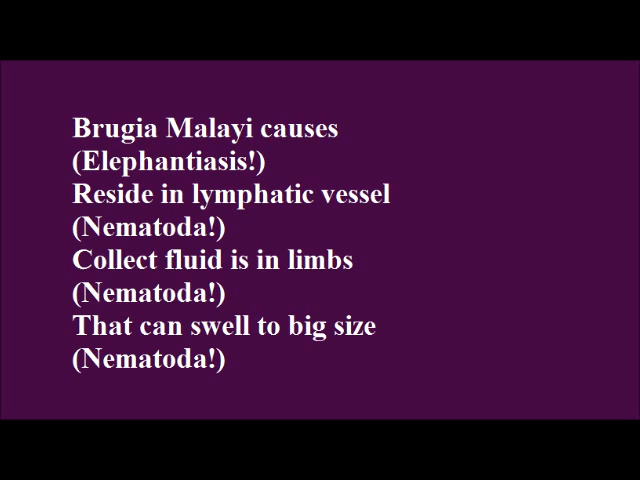 Brugia Malayi causes
(Elephantiasis!)
Reside in lymphatic vessel
(Nematoda!)
Collect fluid is in limbs
(Nematoda!)
That can swell to big size
(Nematoda!)